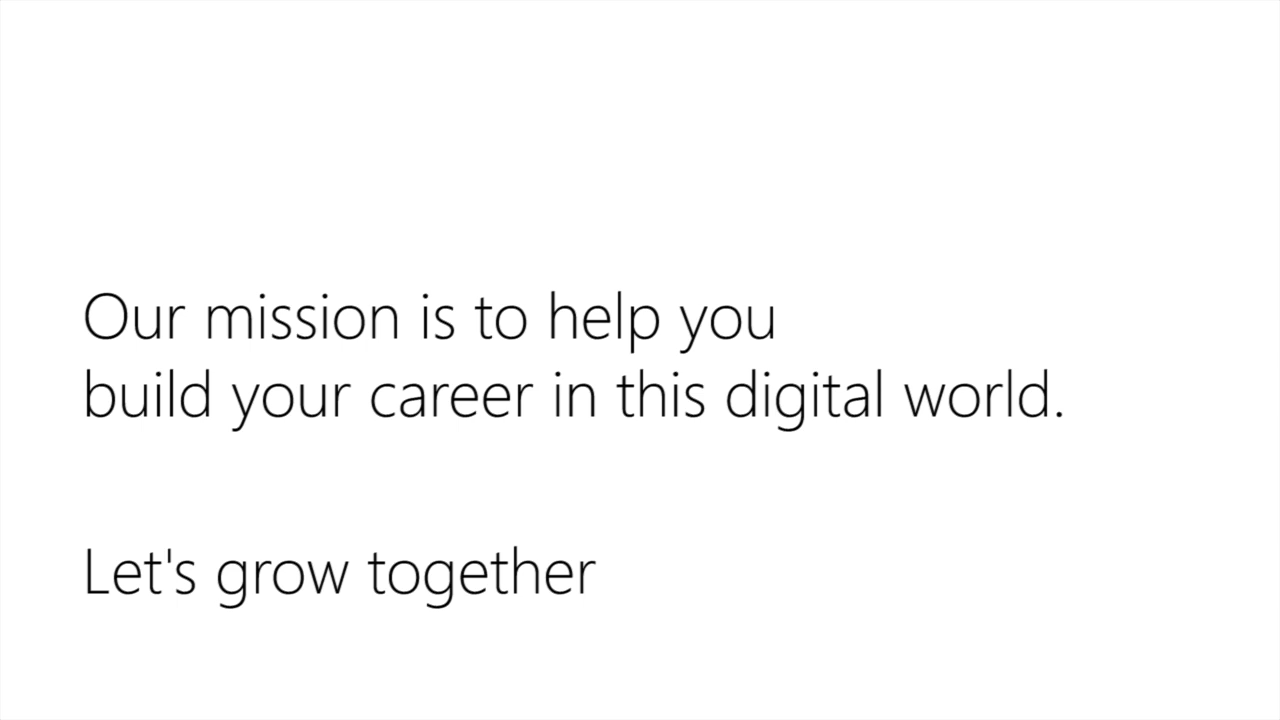 Our mission is to help you
build your career in this digital world.
Let's grow together